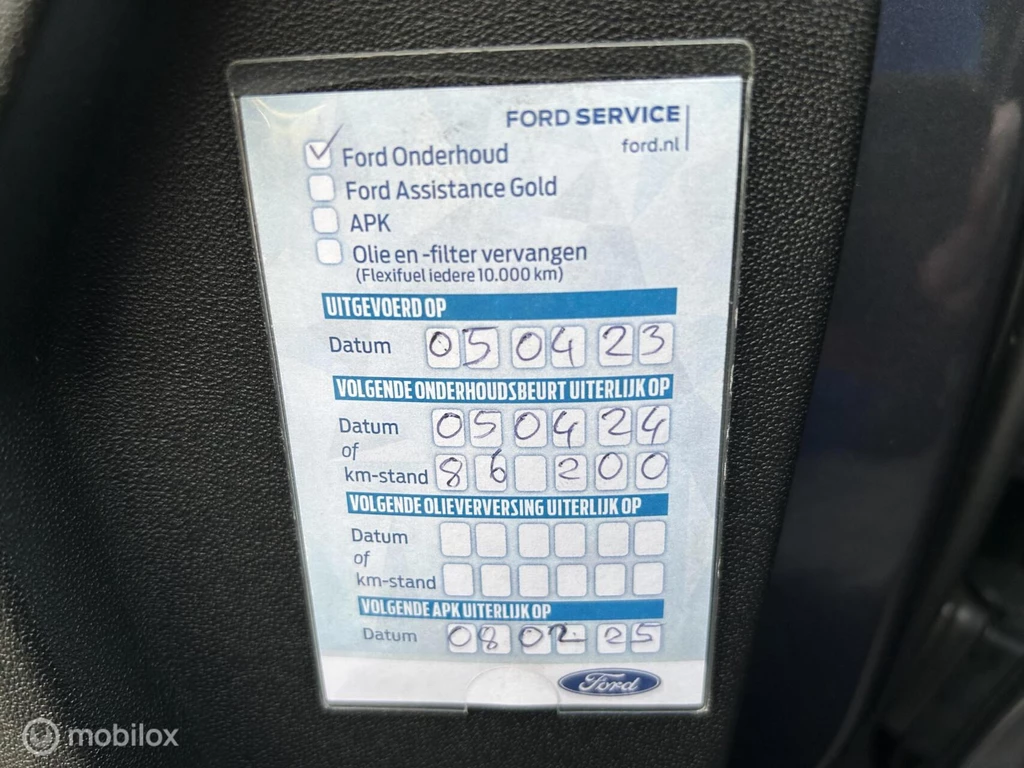 FORD SERVICE
ford.nl
Ford Onderhoud
Ford Assistance Gold
APK
Olie en -filter vervangen
(Flexifuel iedere 10.000 km)
UITGEVOERD OP
Datum 05 04 23
VOLGENDE ONDERHOUDSBEURT UITERLIJK OP
Datum 05 04 24
of
km-stand 86 200
VOLGENDE OLIEVERVERSING UITERLIJK OP
Datum
of
km-stand
VOLGENDE APK UITERLIJK OP
Datum 08 02 25
Ford
mobilox